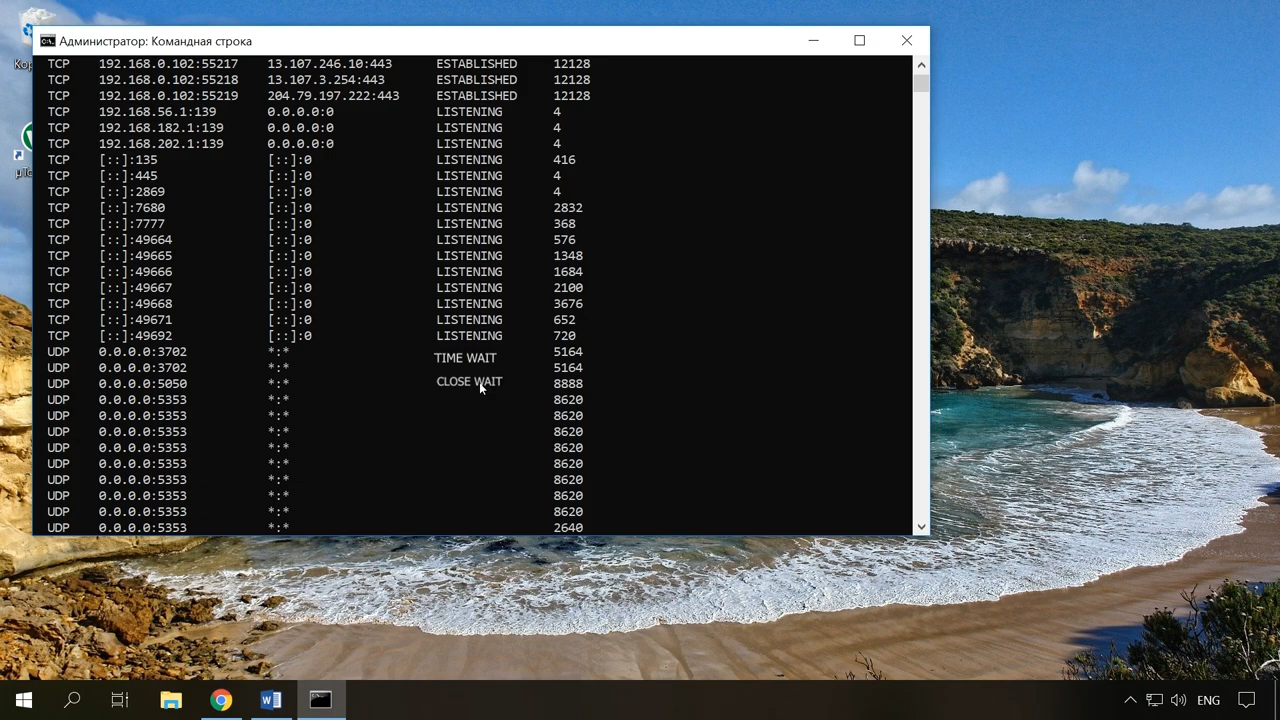 Администратор: Командная строка
Кор
TCP 192.168.0.102:55217 13.107.246.10:443 ESTABLISHED 12128
TCP 192.168.0.102:55218 13.107.3.254:443 ESTABLISHED 12128
TCP 192.168.0.102:55219 204.79.197.222:443 ESTABLISHED 12128
TCP 192.168.56.1:139 0.0.0.0:0 LISTENING 4
TCP 192.168.182.1:139 0.0.0.0:0 LISTENING 4
TCP 192.168.202.1:139 0.0.0.0:0 LISTENING 4
TCP [::]:135 [::]:0 LISTENING 416
TCP [::]:445 [::]:0 LISTENING 4
TCP [::]:2869 [::]:0 LISTENING 4
TCP [::]:7680 [::]:0 LISTENING 2832
TCP [::]:7777 [::]:0 LISTENING 368
TCP [::]:49664 [::]:0 LISTENING 576
TCP [::]:49665 [::]:0 LISTENING 1348
TCP [::]:49666 [::]:0 LISTENING 1684
TCP [::]:49667 [::]:0 LISTENING 2100
TCP [::]:49668 [::]:0 LISTENING 3676
TCP [::]:49671 [::]:0 LISTENING 652
TCP [::]:49692 [::]:0 LISTENING 720
UDP 0.0.0.0:3702 *:* 5164
TIME WAIT
UDP 0.0.0.0:3702 *:* 5164
CLOSE WAIT
UDP 0.0.0.0:5050 *:* 8888
UDP 0.0.0.0:5353 *:* 8620
UDP 0.0.0.0:5353 *:* 8620
UDP 0.0.0.0:5353 *:* 8620
UDP 0.0.0.0:5353 *:* 8620
UDP 0.0.0.0:5353 *:* 8620
UDP 0.0.0.0:5353 *:* 8620
UDP 0.0.0.0:5353 *:* 8620
UDP 0.0.0.0:5353 *:* 8620
UDP 0.0.0.0:5353 *:* 2640
ENG